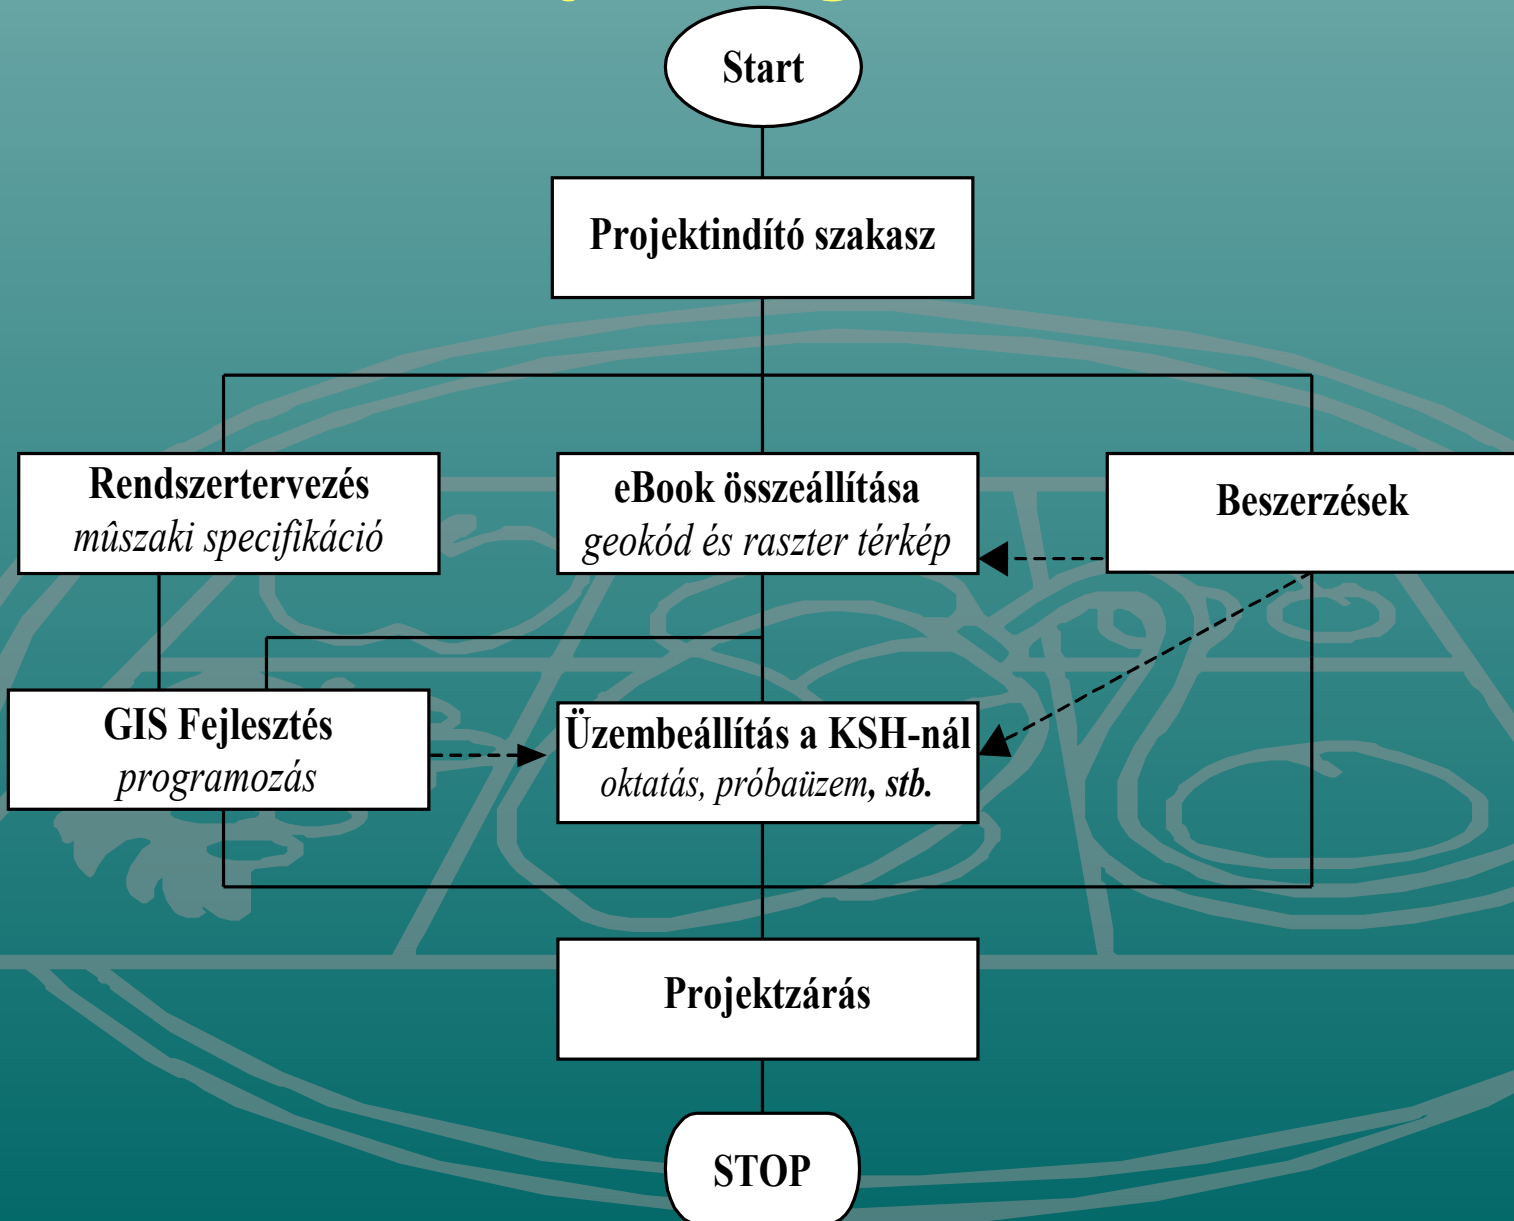 Start
Projektindító szakasz
Rendszertervezés
mûszaki specifikáció
eBook összeállítása
geokód és raszter térkép
Beszerzések
GIS Fejlesztés
programozás
Üzembeállítás a KSH-nál
oktatás, próbaüzem, stb.
Projektzárás
STOP